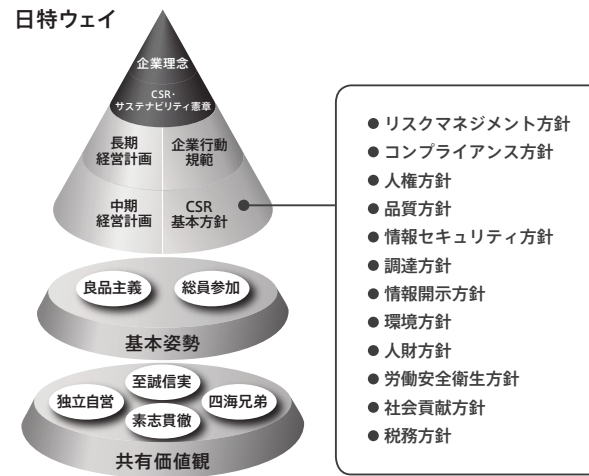 日特ウェイ
企業理念
CSR・
サステナビリティ憲章
長期
経営計画
企業行動
規範
中期
経営計画
CSR
基本方針
良品主義
総員参加
基本姿勢
至誠信実
独立自営
四海兄弟
素志貫徹
共有価値観
● リスクマネジメント方針
● コンプライアンス方針
● 人権方針
● 品質方針
● 情報セキュリティ方針
● 調達方針
● 情報開示方針
● 環境方針
● 人財方針
● 労働安全衛生方針
● 社会貢献方針
● 税務方針